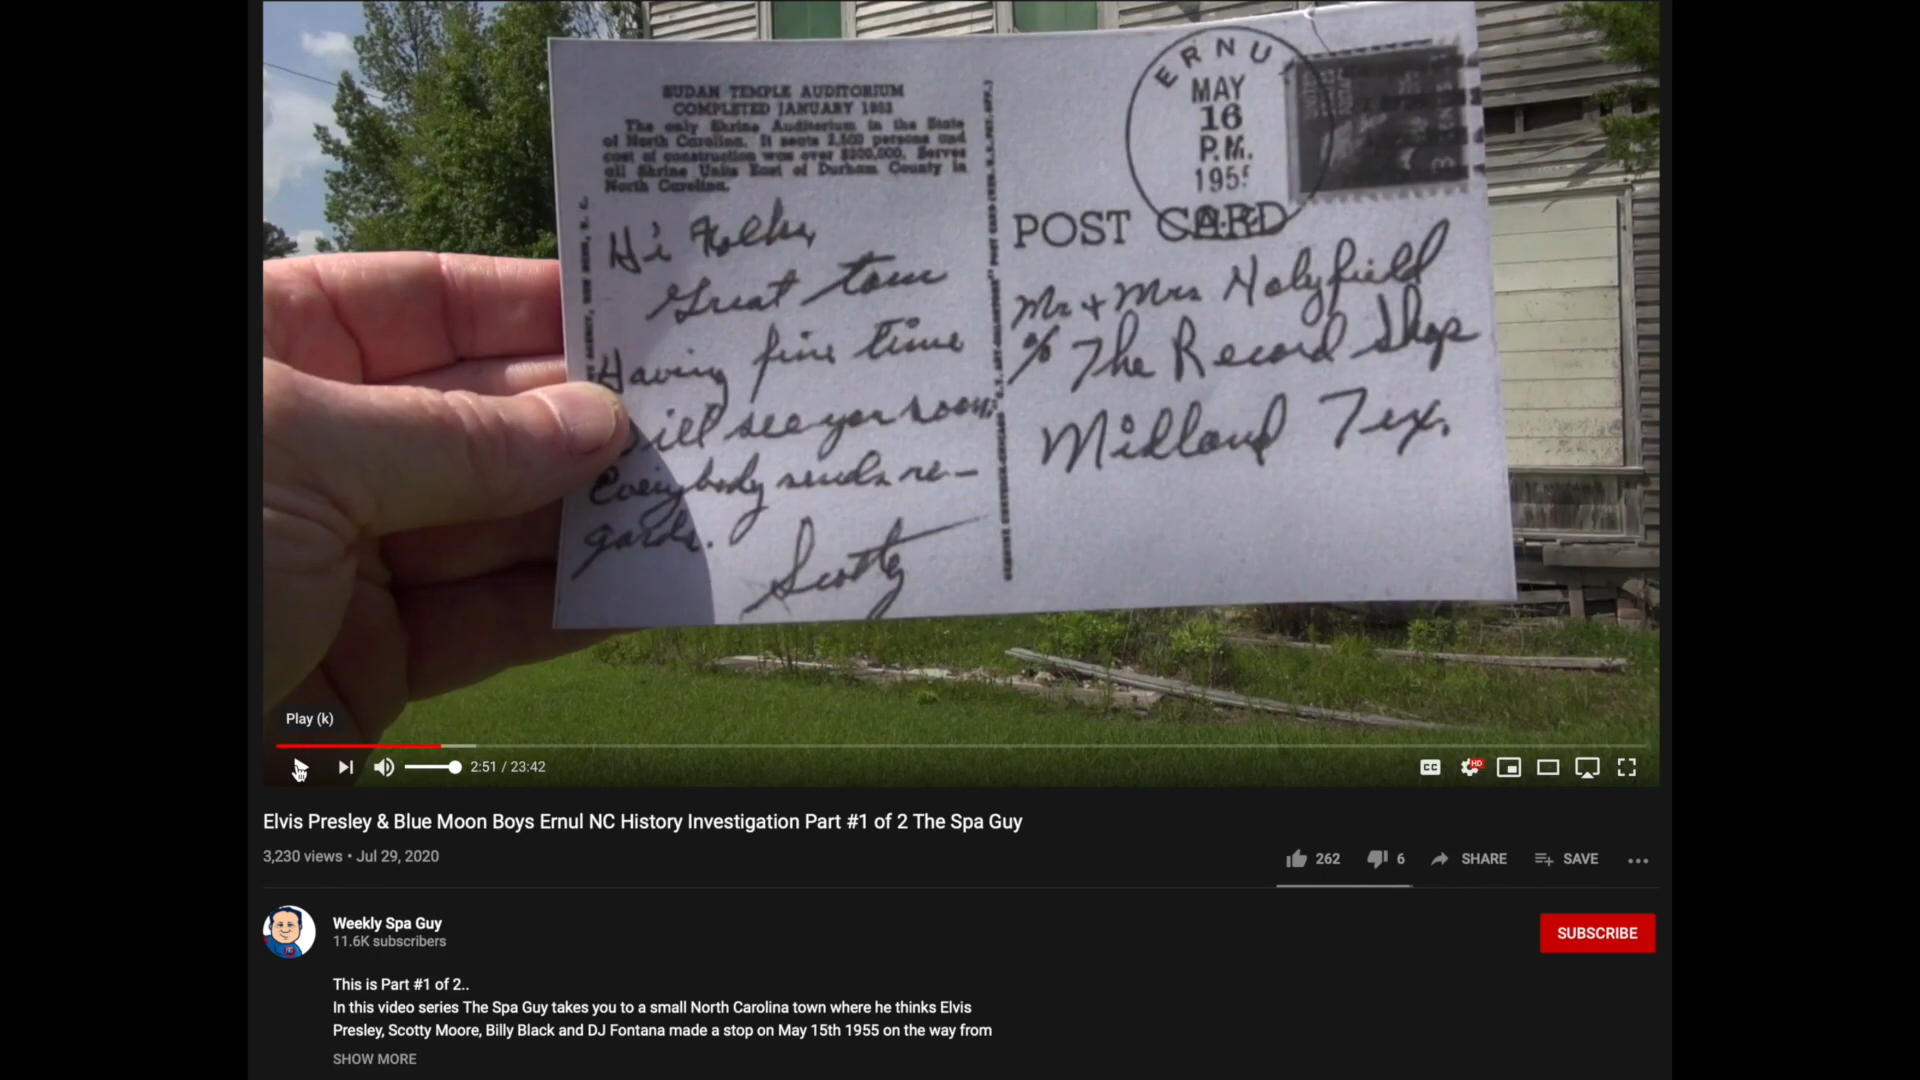 SUDAN TEMPLE AUDITORIUM
COMPLETED JANUARY 1953
The only Shrine Auditorium in the State
of North Carolina. It seats 2,500 persons and
cost of construction was over $300,000. Serves
all Shrine Units East of Durham County in
North Carolina.
Hi Folks,
Great tour
Having fine time
Will see you soon.
Everybody sends re-
gards.
Scotty
ERNUL
MAY
16
P.M.
1955
N.C.
POST CARD
Mr + Mrs Holyfield
% The Record Shop
Midland Tex.
Play (k)
2:51 / 23:42
CC
HD
Elvis Presley & Blue Moon Boys Ernul NC History Investigation Part #1 of 2 The Spa Guy
3,230 views • Jul 29, 2020
262
6
SHARE
SAVE
Weekly Spa Guy
11.6K subscribers
SUBSCRIBE
This is Part #1 of 2..
In this video series The Spa Guy takes you to a small North Carolina town where he thinks Elvis
Presley, Scotty Moore, Billy Black and DJ Fontana made a stop on May 15th 1955 on the way from
SHOW MORE